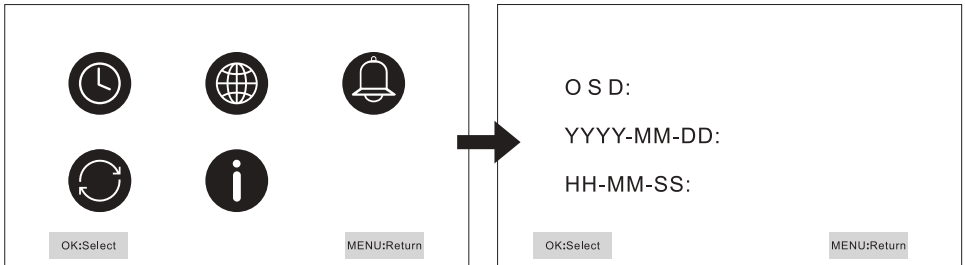 OK:Select
MENU:Return
O S D:
YYYY-MM-DD:
HH-MM-SS:
OK:Select
MENU:Return